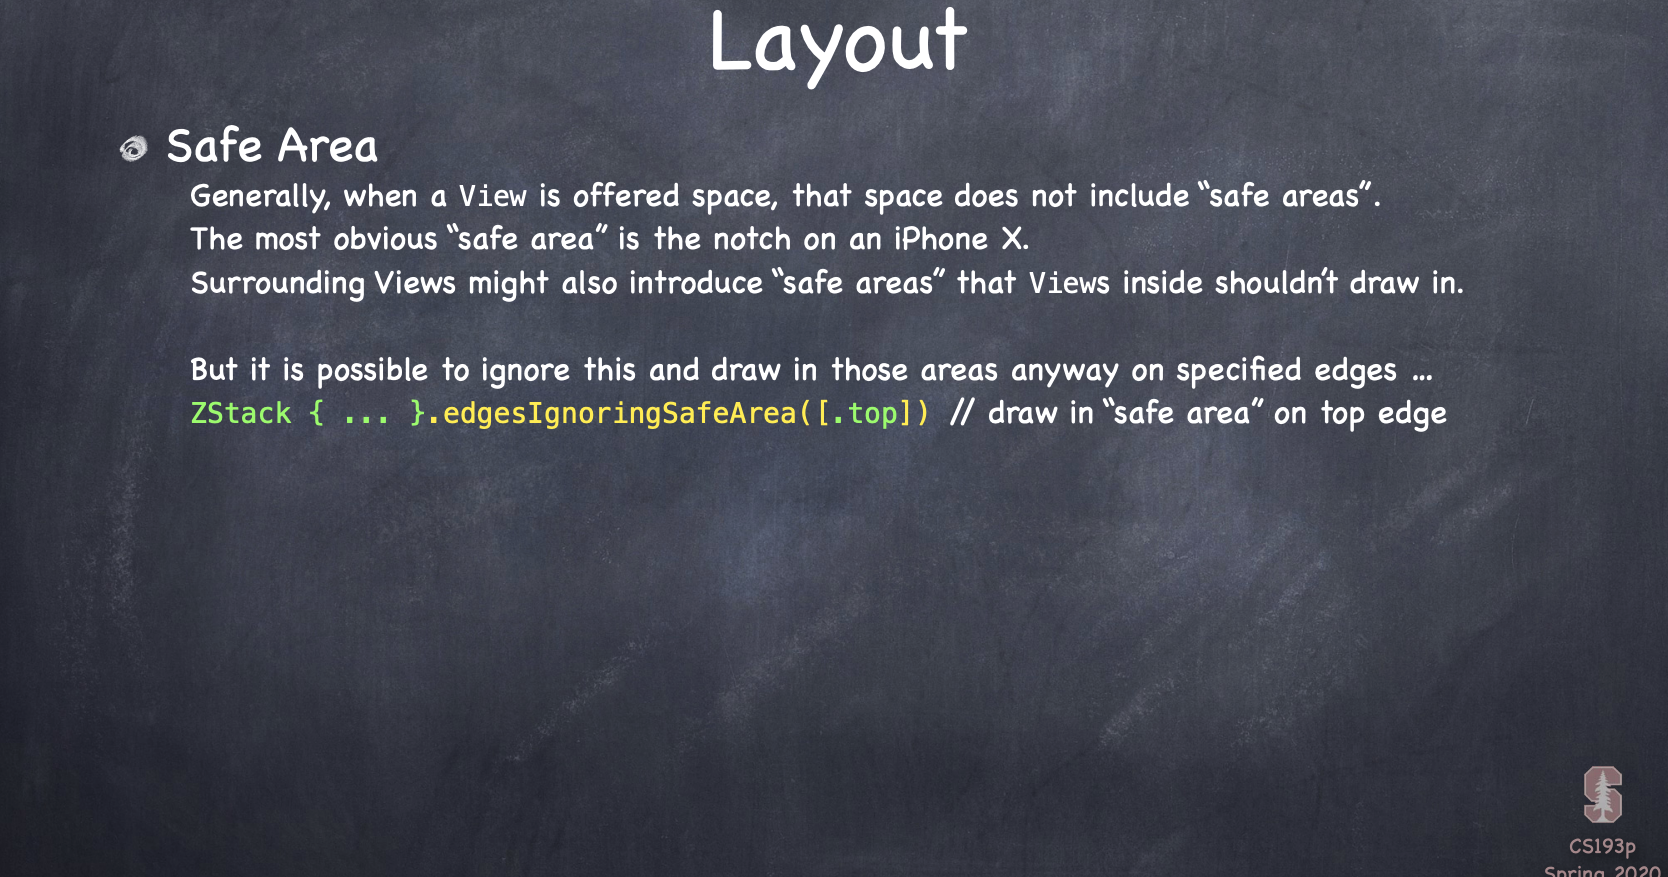 Layout
Safe Area
Generally, when a View is offered space, that space does not include “safe areas”.
The most obvious “safe area” is the notch on an iPhone X.
Surrounding Views might also introduce “safe areas” that Views inside shouldn’t draw in.
But it is possible to ignore this and draw in those areas anyway on specified edges ...
ZStack { ... }.edgesIgnoringSafeArea([.top]) // draw in “safe area” on top edge
S
CS193p
Spring 2020